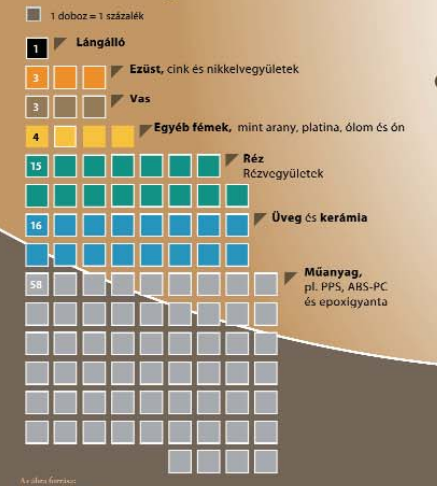 1 doboz = 1 százalék
1 Lángálló
3 Ezüst, cink és nikkelvegyületek
3 Vas
4 Egyéb fémek, mint arany, platina, ólom és ón
15 Réz
Rézvegyületek
16 Üveg és kerámia
58 Műanyag,
pl. PPS, ABS-PC
és epoxigyanta